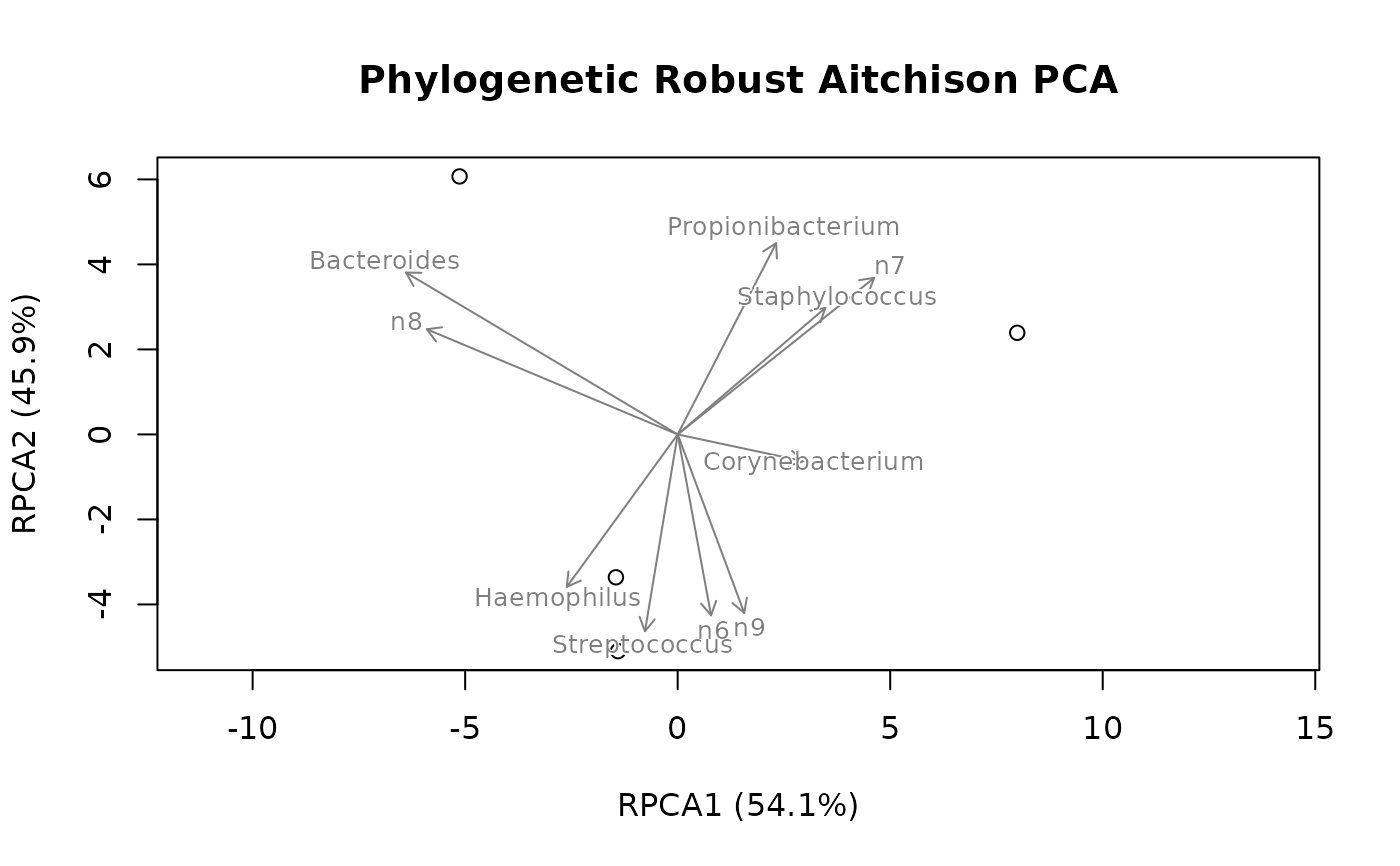 Phylogenetic Robust Aitchison PCA
RPCA2 (45.9%)
6
4
2
0
-2
-4
Propionibacterium
Bacteroides
n7
Staphylococcus
n8
Corynebacterium
Haemophilus
n6
n9
Streptococcus
-10
-5
0
5
10
15
RPCA1 (54.1%)